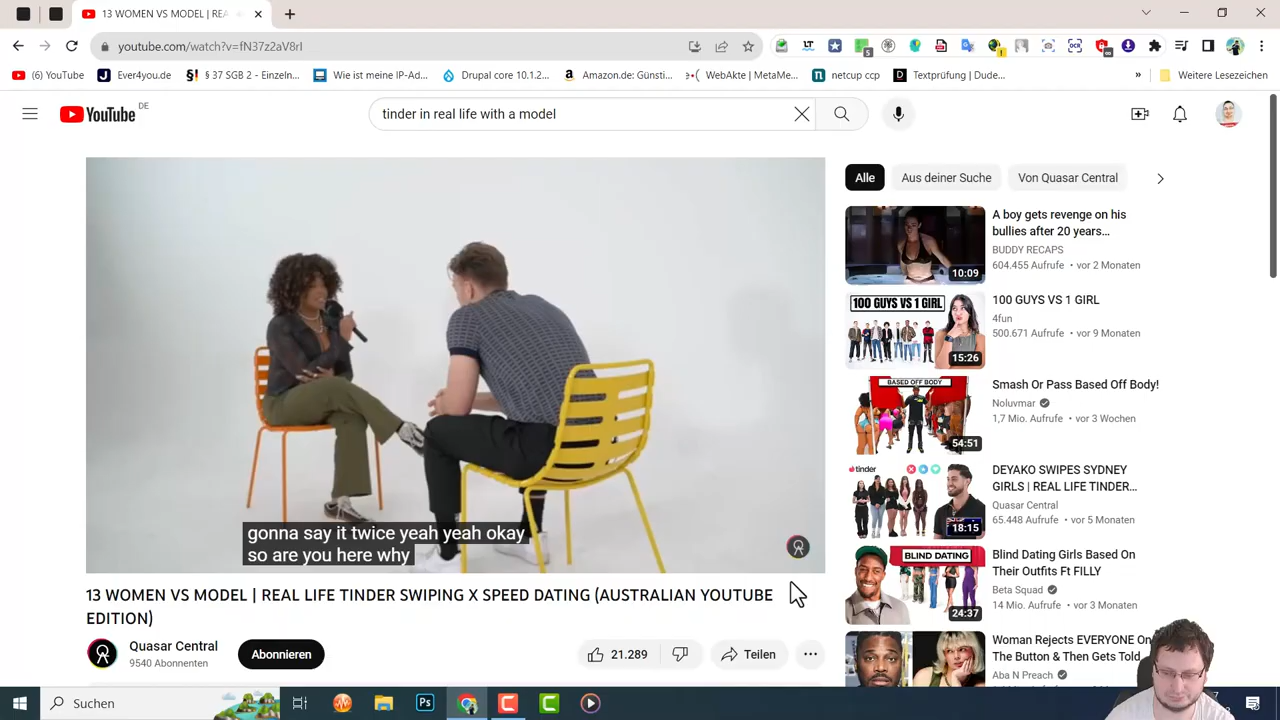 13 WOMEN VS MODEL | REA
youtube.com/watch?v=fN37z2aV8rI
(6) YouTube
Ever4you.de
§ 37 SGB 2 - Einzeln...
Wie ist meine IP-Ad...
Drupal core 10.1.2...
Amazon.de: Günsti...
WebAkte | MetaMe...
netcup ccp
Textprüfung | Dude...
»
Weitere Lesezeichen
YouTube DE
tinder in real life with a model
Alle
Aus deiner Suche
Von Quasar Central
A boy gets revenge on his
bullies after 20 years...
BUDDY RECAPS
604.455 Aufrufe • vor 2 Monaten
10:09
100 GUYS VS 1 GIRL
100 GUYS VS 1 GIRL
4fun
500.671 Aufrufe • vor 9 Monaten
15:26
BASED OFF BODY
Smash Or Pass Based Off Body!
Noluvmar
1,7 Mio. Aufrufe • vor 3 Wochen
54:51
tinder
DEYAKO SWIPES SYDNEY
GIRLS | REAL LIFE TINDER...
Quasar Central
65.448 Aufrufe • vor 5 Monaten
18:15
BLIND DATING
Blind Dating Girls Based On
Their Outfits Ft FILLY
Beta Squad
14 Mio. Aufrufe • vor 3 Monaten
24:37
Woman Rejects EVERYONE On
The Button & Then Gets Told
Aba N Preach
gonna say it twice yeah yeah okay
so are you here why
13 WOMEN VS MODEL | REAL LIFE TINDER SWIPING X SPEED DATING (AUSTRALIAN YOUTUBE
EDITION)
Quasar Central
9540 Abonnenten
Abonnieren
21.289
Teilen
Suchen